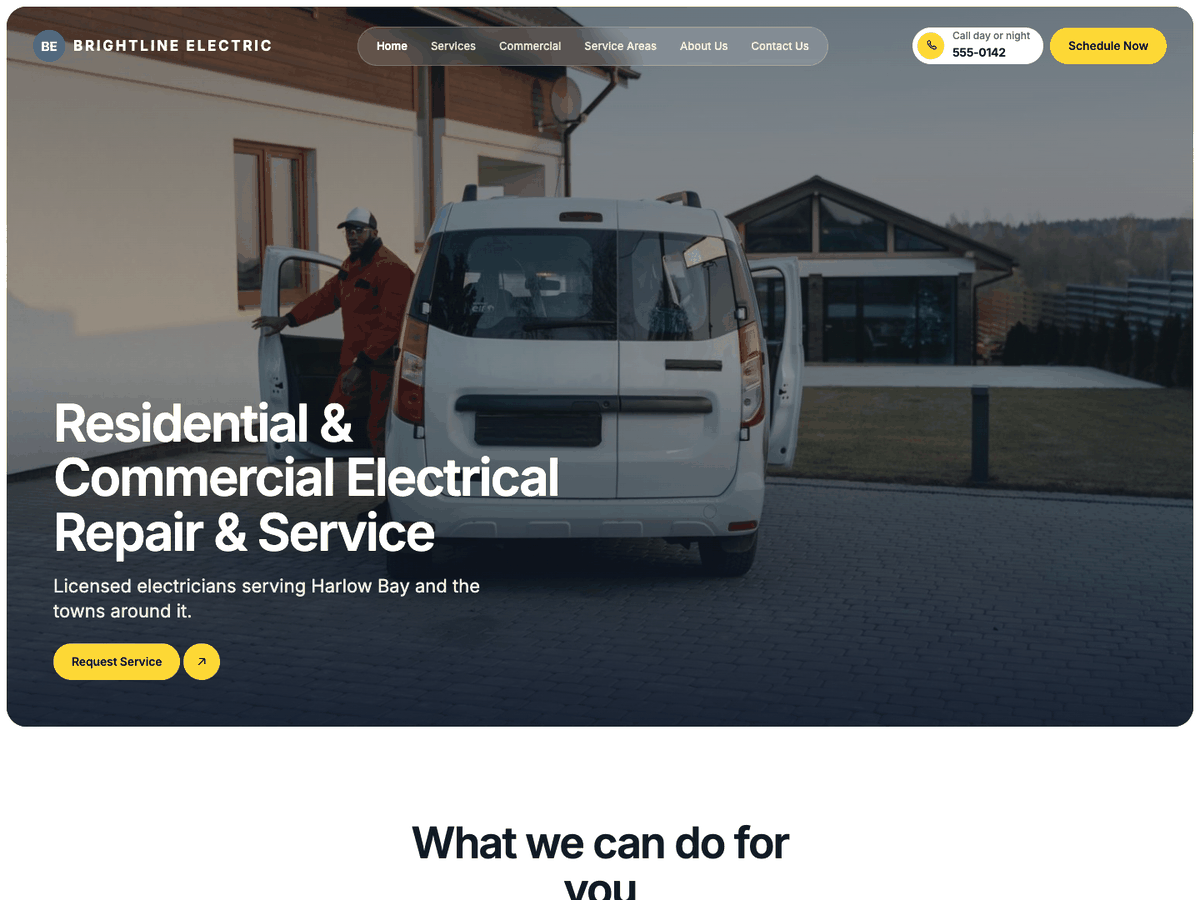 BE BRIGHTLINE ELECTRIC
Home Services Commercial Service Areas About Us Contact Us
Call day or night
555-0142
Schedule Now
Residential &
Commercial Electrical
Repair & Service
Licensed electricians serving Harlow Bay and the
towns around it.
Request Service
What we can do for
you